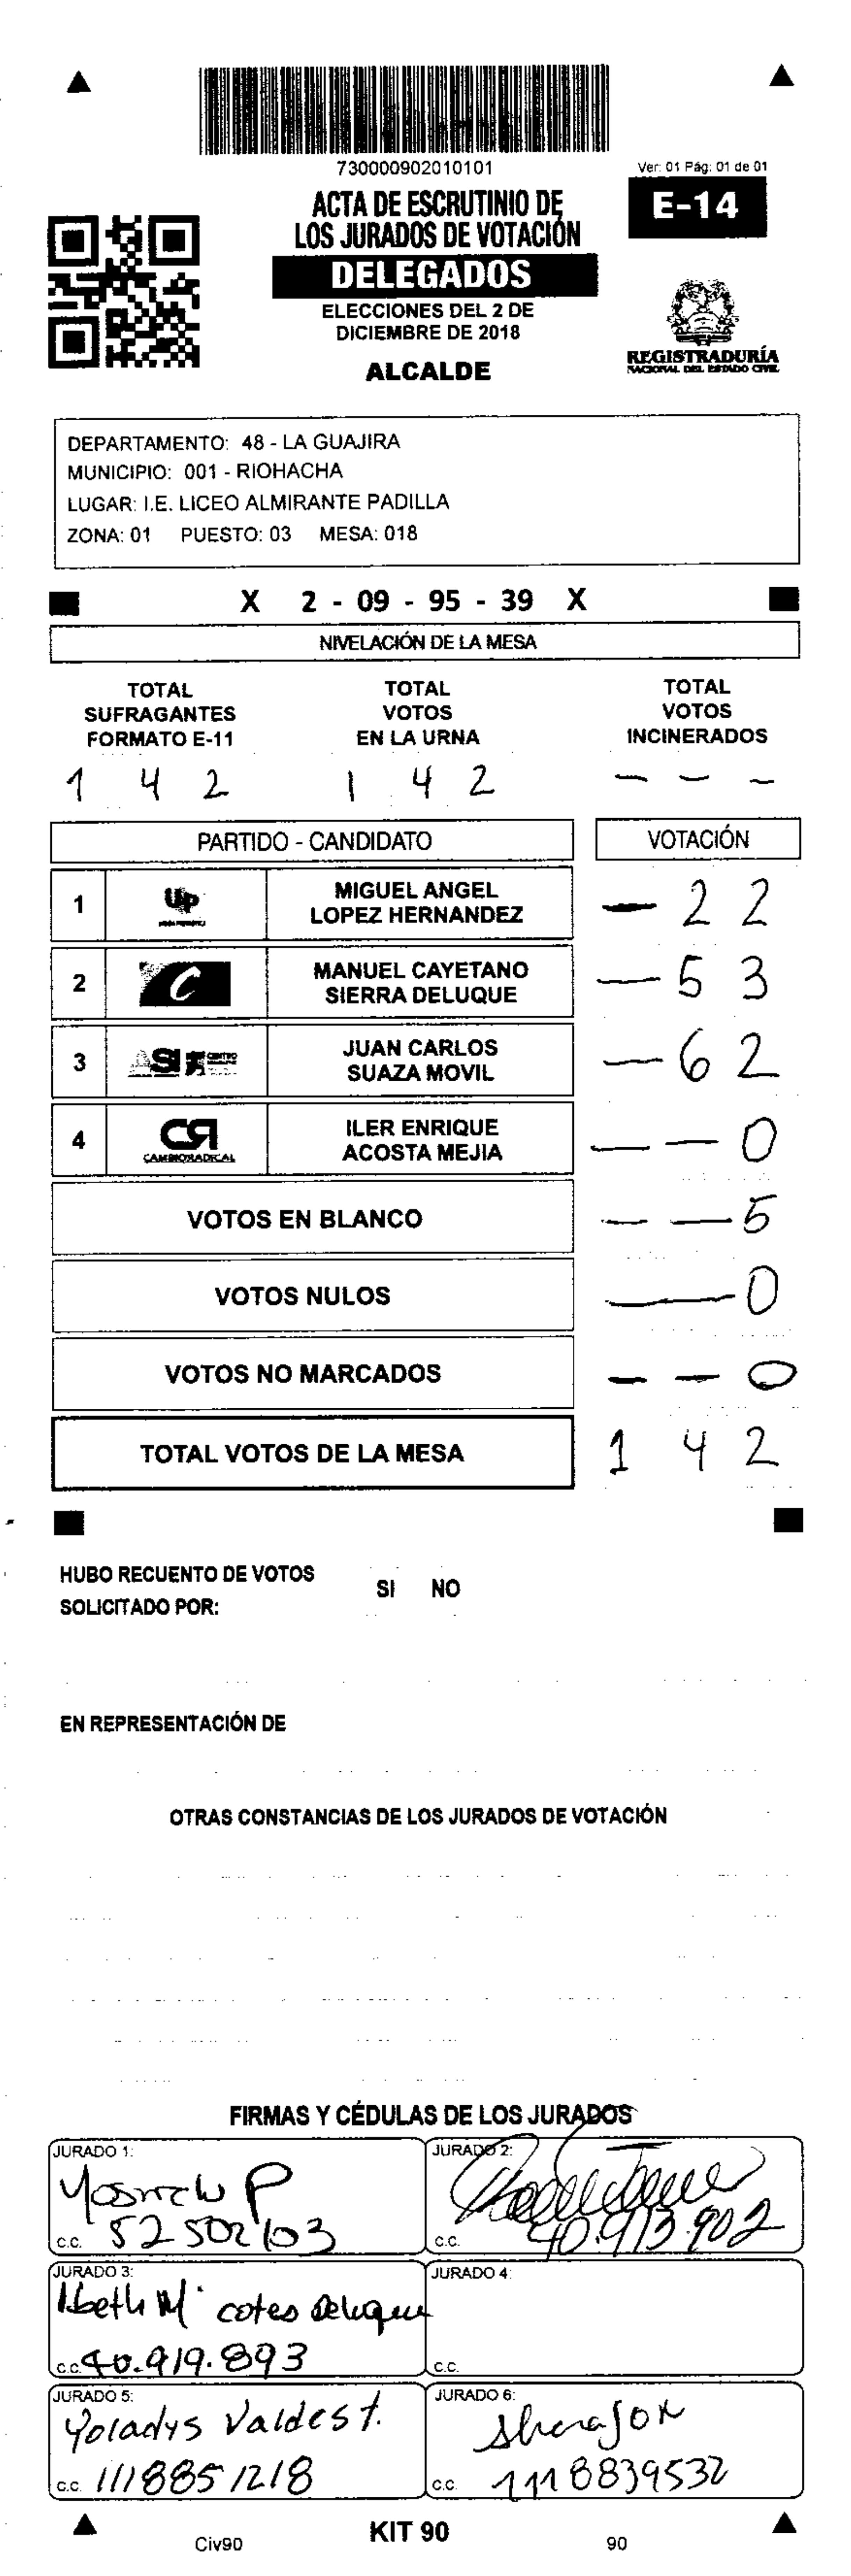 730000902010101
Ver: 01 Pág: 01 de 01
ACTA DE ESCRUTINIO DE
LOS JURADOS DE VOTACIÓN
E-14
DELEGADOS
ELECCIONES DEL 2 DE
DICIEMBRE DE 2018
ALCALDE
REGISTRADURÍA
NACIONAL DEL ESTADO CIVIL
DEPARTAMENTO: 48 - LA GUAJIRA
MUNICIPIO: 001 - RIOHACHA
LUGAR: I.E. LICEO ALMIRANTE PADILLA
ZONA: 01 PUESTO: 03 MESA: 018
X 2 - 09 - 95 - 39 X
NIVELACIÓN DE LA MESA
TOTAL SUFRAGANTES FORMATO E-11
TOTAL VOTOS EN LA URNA
TOTAL VOTOS INCINERADOS
1 4 2 1 4 2 - - -
PARTIDO - CANDIDATO VOTACIÓN
1 Up MIGUEL ANGEL LOPEZ HERNANDEZ - 2 2
2 C MANUEL CAYETANO SIERRA DELUQUE - 5 3
3 ASI CENTRO JUAN CARLOS SUAZA MOVIL - 6 2
4 CR CAMBIO RADICAL ILER ENRIQUE ACOSTA MEJIA - - 0
VOTOS EN BLANCO - - 5
VOTOS NULOS - 0
VOTOS NO MARCADOS - - 0
TOTAL VOTOS DE LA MESA 1 4 2
HUBO RECUENTO DE VOTOS SI NO
SOLICITADO POR:
EN REPRESENTACIÓN DE
OTRAS CONSTANCIAS DE LOS JURADOS DE VOTACIÓN
FIRMAS Y CÉDULAS DE LOS JURADOS
JURADO 1: P
C.C. 52502103
JURADO 2:
C.C. 40.913.902
JURADO 3: Ibeth Mª cotes Deluque
C.C. 40.919.893
JURADO 4:
C.C.
JURADO 5: Yoladys Valdes t.
C.C. 1118851218
JURADO 6:
C.C. 1118839532
Civ90 KIT 90 90